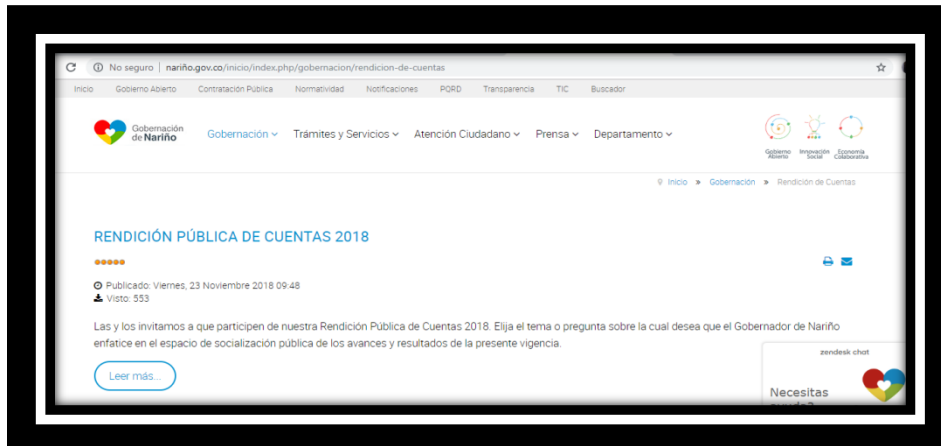 No seguro | nariño.gov.co/inicio/index.php/gobernacion/rendicion-de-cuentas
Inicio Gobierno Abierto Contratación Pública Normatividad Notificaciones PQRD Transparencia TIC Buscador
Gobernación
de Nariño
Gobernación Trámites y Servicios Atención Ciudadano Prensa Departamento
Gobierno
Abierto
Innovación
Social
Economía
Colaborativa
Inicio » Gobernación » Rendición de Cuentas
RENDICIÓN PÚBLICA DE CUENTAS 2018
Publicado: Viernes, 23 Noviembre 2018 09:48
Visto: 553
Las y los invitamos a que participen de nuestra Rendición Pública de Cuentas 2018. Elija el tema o pregunta sobre la cual desea que el Gobernador de Nariño
enfatice en el espacio de socialización pública de los avances y resultados de la presente vigencia.
Leer más...
zendesk chat
Necesitas